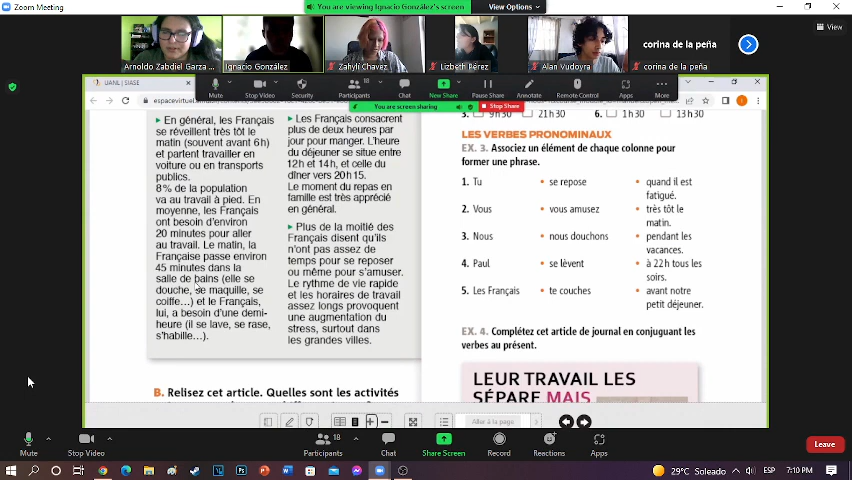 Zoom Meeting
You are viewing Ignacio González's screen
View Options
Arnoldo Zabdiel Garza ...
Ignacio González
Zahyli Chavez
Lizbeth Pérez
Alan Vudoyra
corina de la peña
corina de la peña
View
UANL | SIASE
Mute
Stop Video
Security
Participants
18
Chat
New Share
Pause Share
Annotate
Remote Control
Apps
More
You are screen sharing
Stop Share
▸ En général, les Français
se réveillent très tôt le
matin (souvent avant 6 h)
et partent travailler en
voiture ou en transports
publics.
8 % de la population
va au travail à pied. En
moyenne, les Français
ont besoin d'environ
20 minutes pour aller
au travail. Le matin, la
Française passe environ
45 minutes dans la
salle de bains (elle se
douche, se maquille, se
coiffe...) et le Français,
lui, a besoin d'une demi-
heure (il se lave, se rase,
s'habille...).
▸ Les Français consacrent
plus de deux heures par
jour pour manger. L'heure
du déjeuner se situe entre
12 h et 14 h, et celle du
dîner vers 20 h 15.
Le moment du repas en
famille est très apprécié
en général.
▸ Plus de la moitié des
Français disent qu'ils
n'ont pas assez de
temps pour se reposer
ou même pour s'amuser.
Le rythme de vie rapide
et les horaires de travail
assez longs provoquent
une augmentation du
stress, surtout dans
les grandes villes.
B. Relisez cet article. Quelles sont les activités
3. 9 h 30 21 h 30 6. 1 h 30 13 h 30
LES VERBES PRONOMINAUX
EX. 3. Associez un élément de chaque colonne pour
former une phrase.
1. Tu • se repose • quand il est
fatigué.
2. Vous • vous amusez • très tôt le
matin.
3. Nous • nous douchons • pendant les
vacances.
4. Paul • se lèvent • à 22 h tous les
soirs.
5. Les Français • te couches • avant notre
petit déjeuner.
EX. 4. Complétez cet article de journal en conjuguant les
verbes au présent.
LEUR TRAVAIL LES
SÉPARE MAIS
Aller à la page
Mute
Stop Video
Participants
18
Chat
Share Screen
Record
Reactions
Apps
Leave
29°C Soleado
ESP
7:10 PM